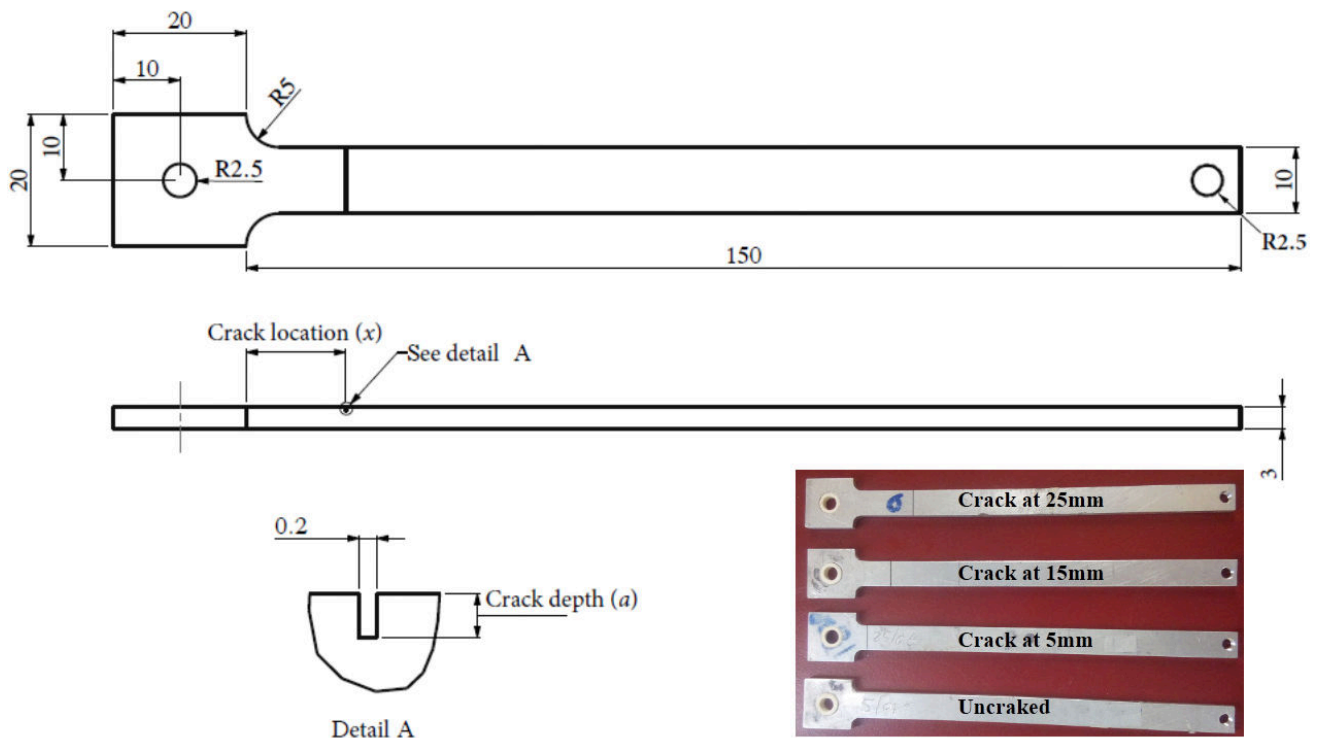 20
10
R5
20
10
R2.5
10
R2.5
150
Crack location (x)
See detail A
3
0.2
Crack depth (a)
Detail A
Crack at 25mm
6
Crack at 15mm
Crack at 5mm
Uncraked